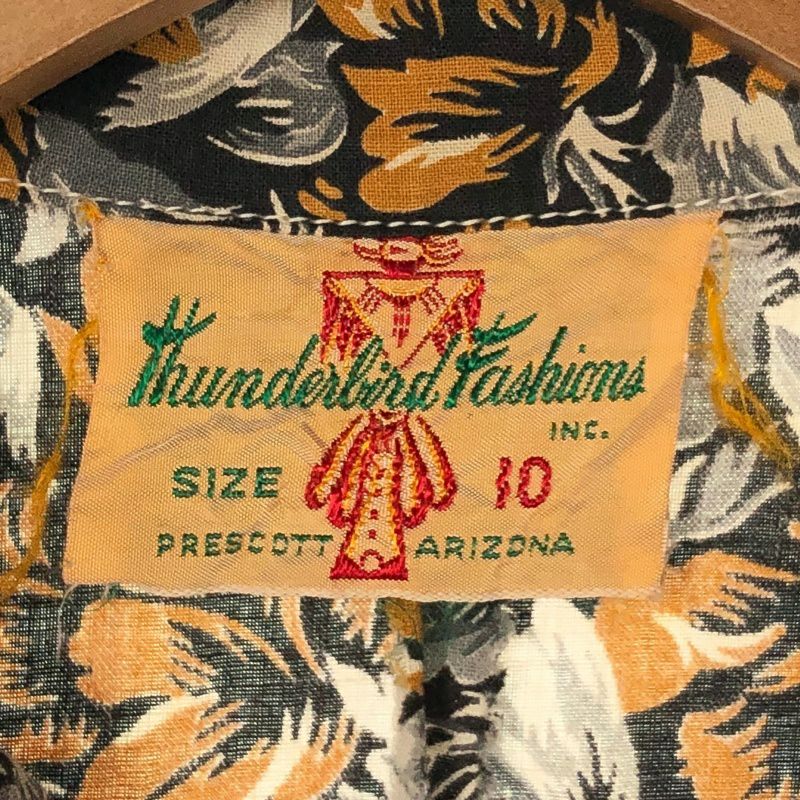 Thunderbird Fashions
INC.
SIZE 10
PRESCOTT ARIZONA